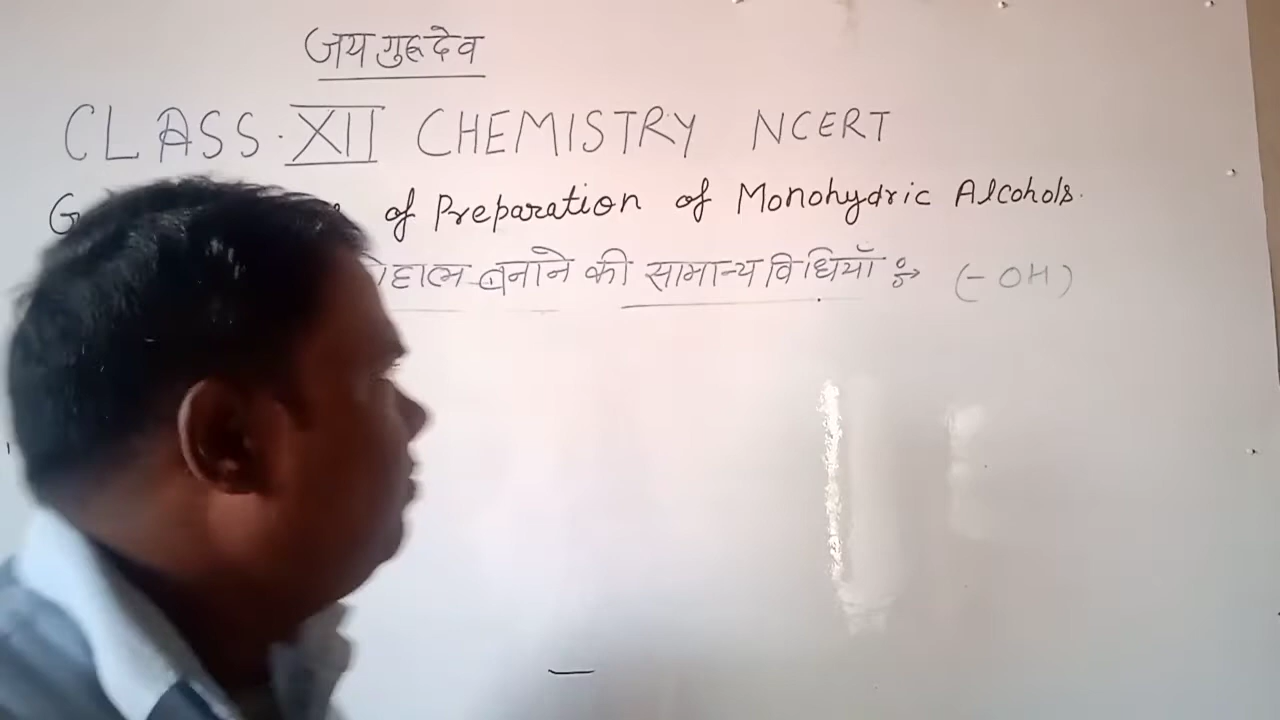 जय गुरूदेव
CLASS. XII CHEMISTRY NCERT
of Preparation of Monohydric Alcohols.
बनाने की सामान्य विधियाँ :→ (-OH)